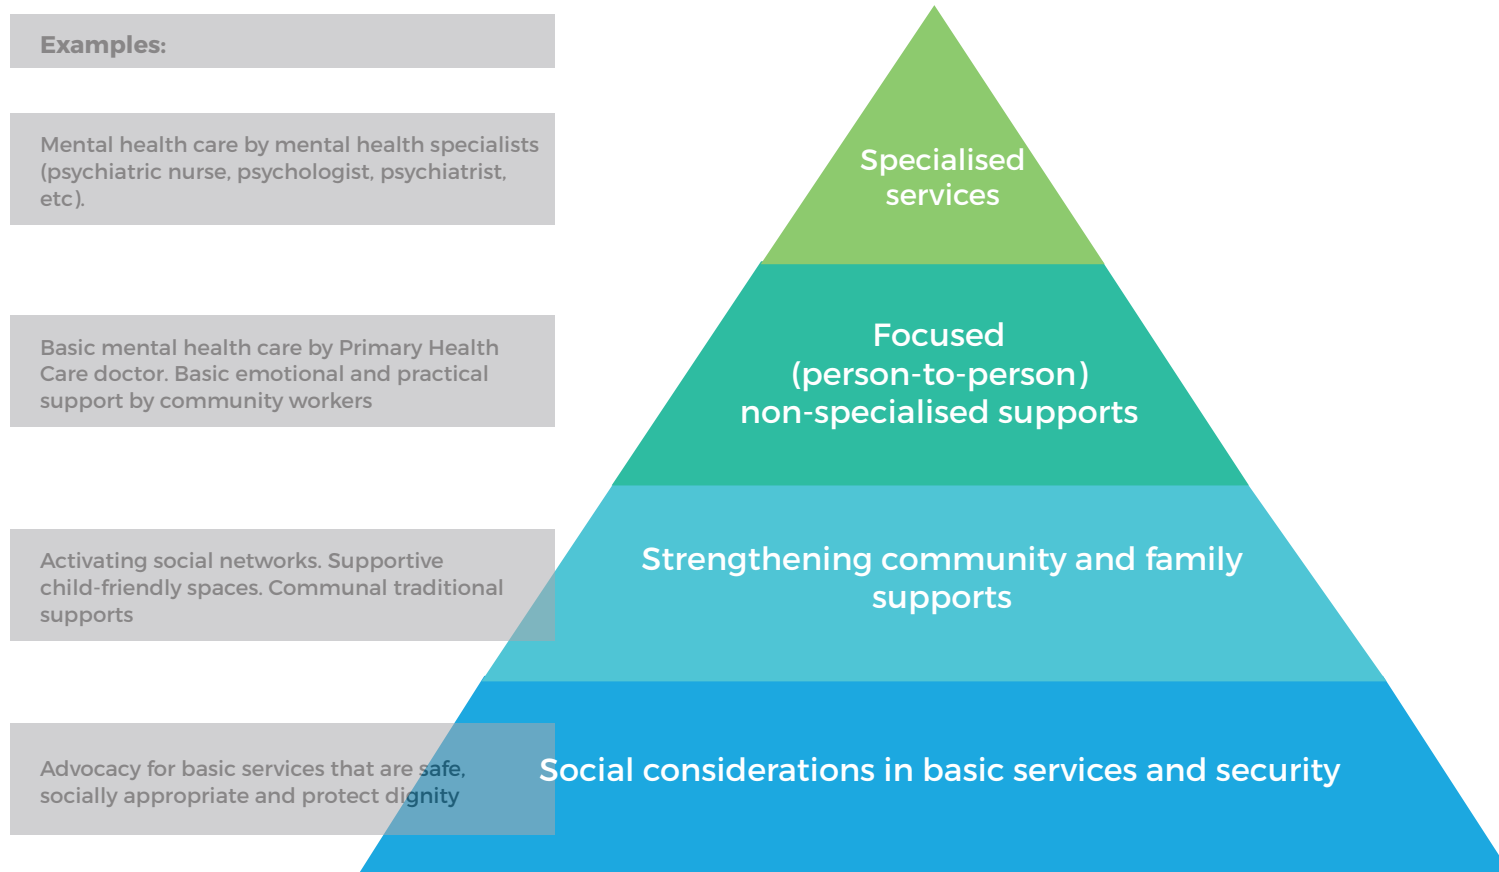 Examples:
Mental health care by mental health specialists
(psychiatric nurse, psychologist, psychiatrist,
etc).
Specialised
services
Basic mental health care by Primary Health
Care doctor. Basic emotional and practical
support by community workers
Focused
(person-to-person)
non-specialised supports
Activating social networks. Supportive
child-friendly spaces. Communal traditional
supports
Strengthening community and family
supports
Advocacy for basic services that are safe,
socially appropriate and protect dignity
Social considerations in basic services and security